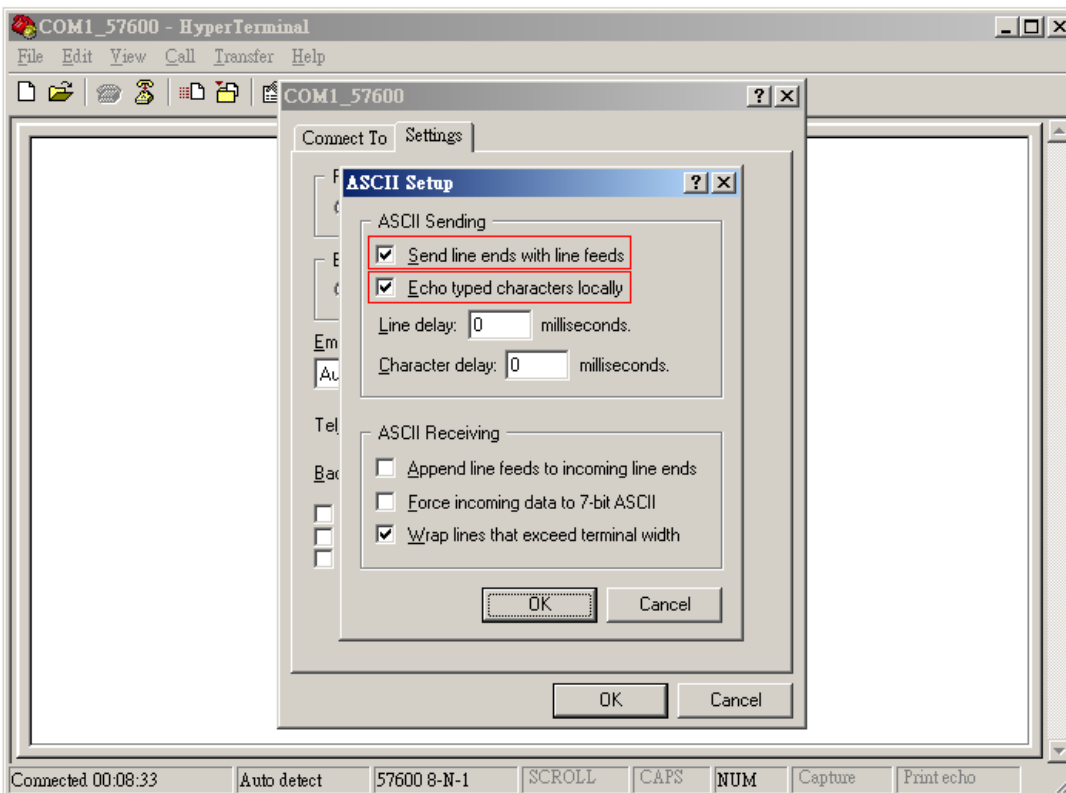 COM1_57600 - HyperTerminal
File Edit View Call Transfer Help
COM1_57600
Connect To Settings
ASCII Setup
ASCII Sending
Send line ends with line feeds
Echo typed characters locally
Line delay: 0 milliseconds.
Character delay: 0 milliseconds.
ASCII Receiving
Append line feeds to incoming line ends
Force incoming data to 7-bit ASCII
Wrap lines that exceed terminal width
OK Cancel
OK Cancel
Connected 00:08:33 Auto detect 57600 8-N-1 SCROLL CAPS NUM Capture Print echo